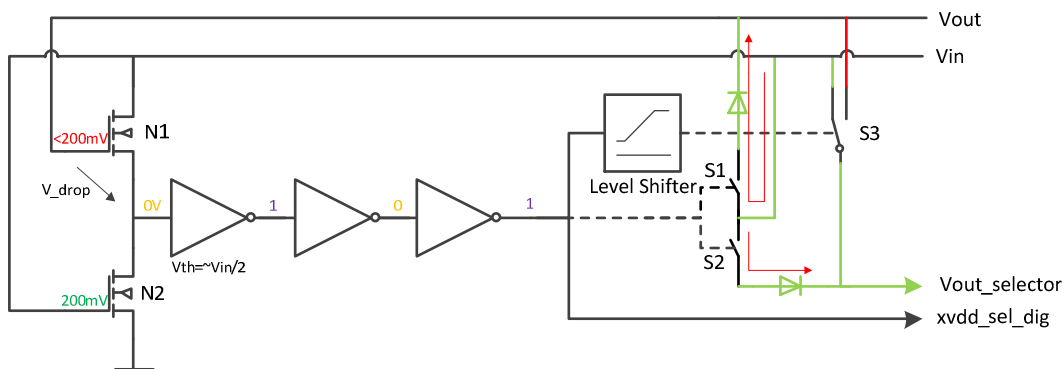 Vout
Vin
N1
<200mV
S3
V_drop
S1
Level Shifter
0V
1
0
1
S2
Vth=~Vin/2
200mV
N2
Vout_selector
xvdd_sel_dig